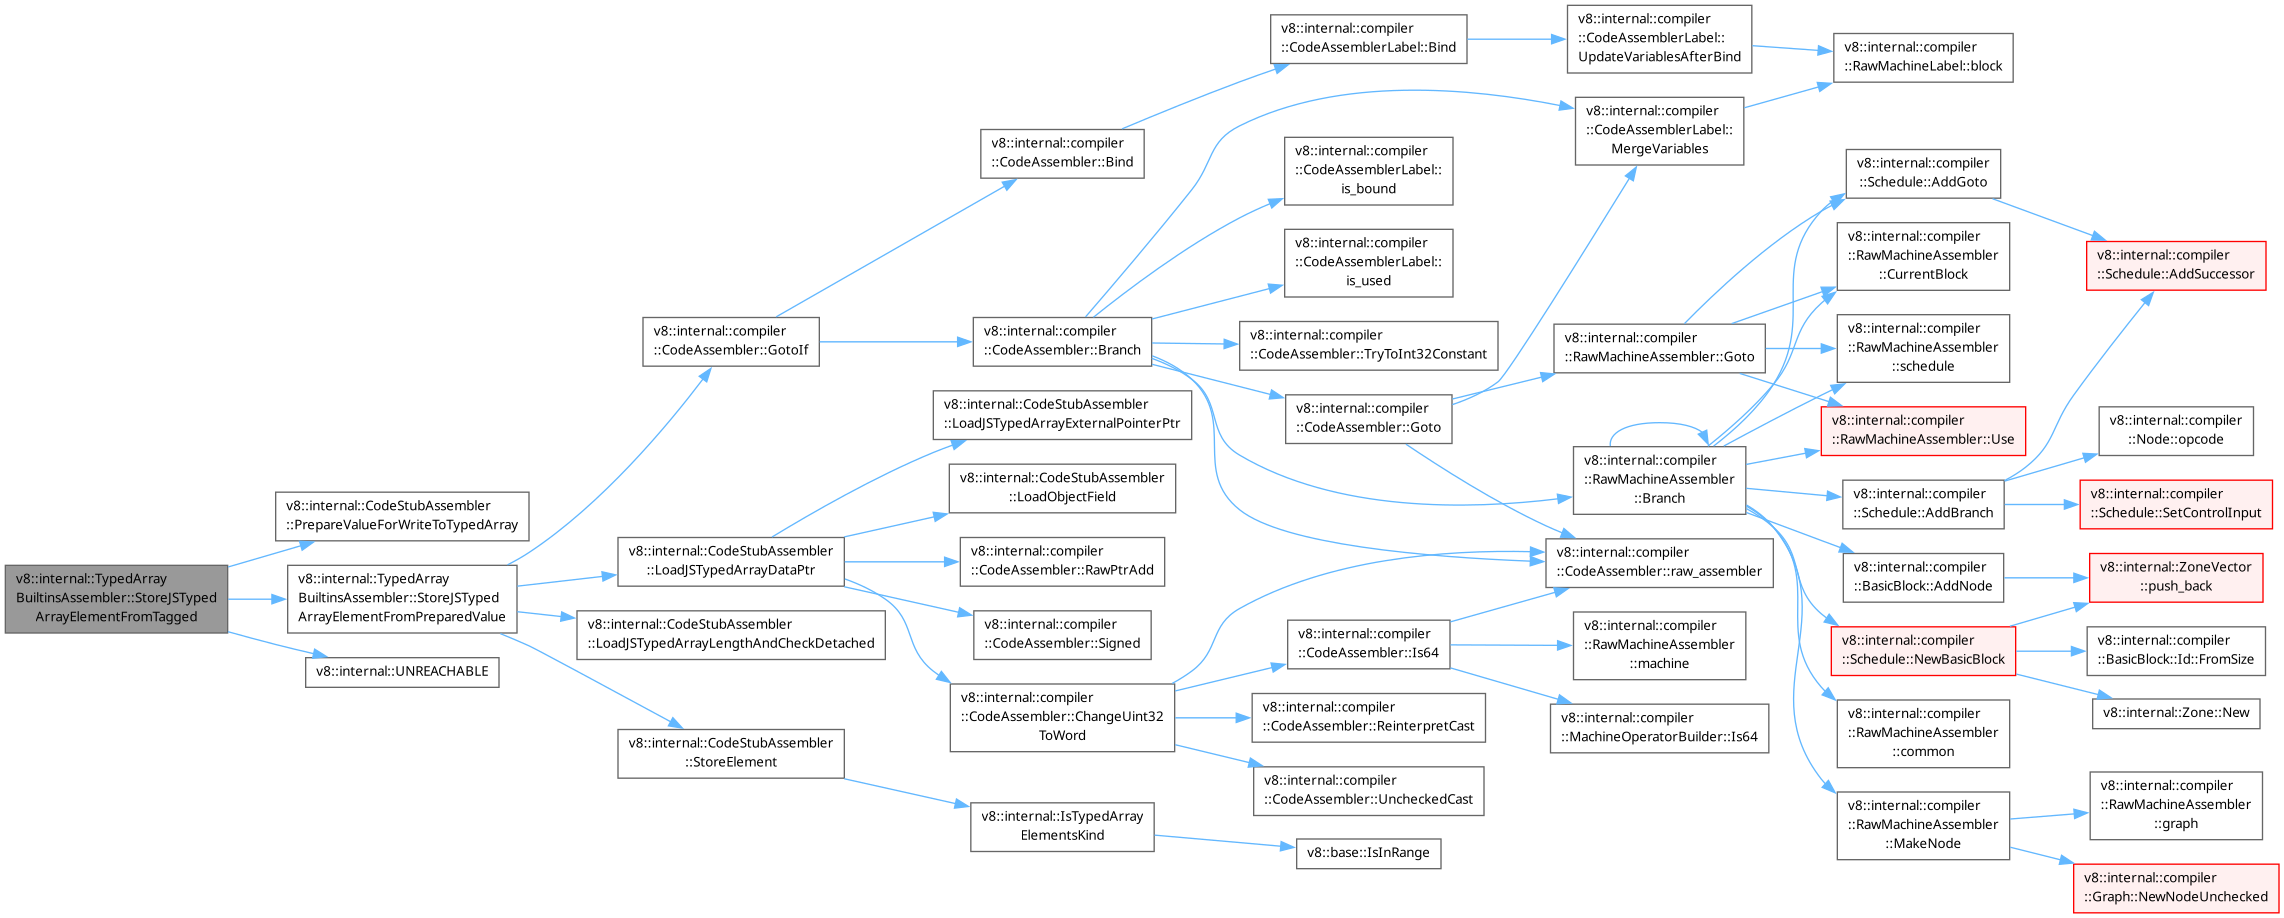 v8::internal::TypedArray
BuiltinsAssembler::StoreJSTyped
ArrayElementFromTagged
v8::internal::CodeStubAssembler
::PrepareValueForWriteToTypedArray
v8::internal::TypedArray
BuiltinsAssembler::StoreJSTyped
ArrayElementFromPreparedValue
v8::internal::UNREACHABLE
v8::internal::compiler
::CodeAssembler::GotoIf
v8::internal::CodeStubAssembler
::LoadJSTypedArrayDataPtr
v8::internal::CodeStubAssembler
::LoadJSTypedArrayLengthAndCheckDetached
v8::internal::CodeStubAssembler
::StoreElement
v8::internal::compiler
::CodeAssembler::Bind
v8::internal::compiler
::CodeAssembler::Branch
v8::internal::CodeStubAssembler
::LoadJSTypedArrayExternalPointerPtr
v8::internal::CodeStubAssembler
::LoadObjectField
v8::internal::compiler
::CodeAssembler::RawPtrAdd
v8::internal::compiler
::CodeAssembler::Signed
v8::internal::compiler
::CodeAssembler::ChangeUint32
ToWord
v8::internal::IsTypedArray
ElementsKind
v8::internal::compiler
::CodeAssemblerLabel::Bind
v8::internal::compiler
::CodeAssemblerLabel::
is_bound
v8::internal::compiler
::CodeAssemblerLabel::
is_used
v8::internal::compiler
::CodeAssembler::TryToInt32Constant
v8::internal::compiler
::CodeAssembler::Goto
v8::internal::compiler
::CodeAssembler::Is64
v8::internal::compiler
::CodeAssembler::ReinterpretCast
v8::internal::compiler
::CodeAssembler::UncheckedCast
v8::base::IsInRange
v8::internal::compiler
::CodeAssemblerLabel::
UpdateVariablesAfterBind
v8::internal::compiler
::CodeAssemblerLabel::
MergeVariables
v8::internal::compiler
::RawMachineAssembler::Goto
v8::internal::compiler
::RawMachineAssembler
::Branch
v8::internal::compiler
::CodeAssembler::raw_assembler
v8::internal::compiler
::RawMachineAssembler
::machine
v8::internal::compiler
::MachineOperatorBuilder::Is64
v8::internal::compiler
::RawMachineLabel::block
v8::internal::compiler
::Schedule::AddGoto
v8::internal::compiler
::RawMachineAssembler
::CurrentBlock
v8::internal::compiler
::RawMachineAssembler
::schedule
v8::internal::compiler
::RawMachineAssembler::Use
v8::internal::compiler
::Schedule::AddBranch
v8::internal::compiler
::BasicBlock::AddNode
v8::internal::compiler
::Schedule::NewBasicBlock
v8::internal::compiler
::RawMachineAssembler
::common
v8::internal::compiler
::RawMachineAssembler
::MakeNode
v8::internal::compiler
::Schedule::AddSuccessor
v8::internal::compiler
::Node::opcode
v8::internal::compiler
::Schedule::SetControlInput
v8::internal::ZoneVector
::push_back
v8::internal::compiler
::BasicBlock::Id::FromSize
v8::internal::Zone::New
v8::internal::compiler
::RawMachineAssembler
::graph
v8::internal::compiler
::Graph::NewNodeUnchecked